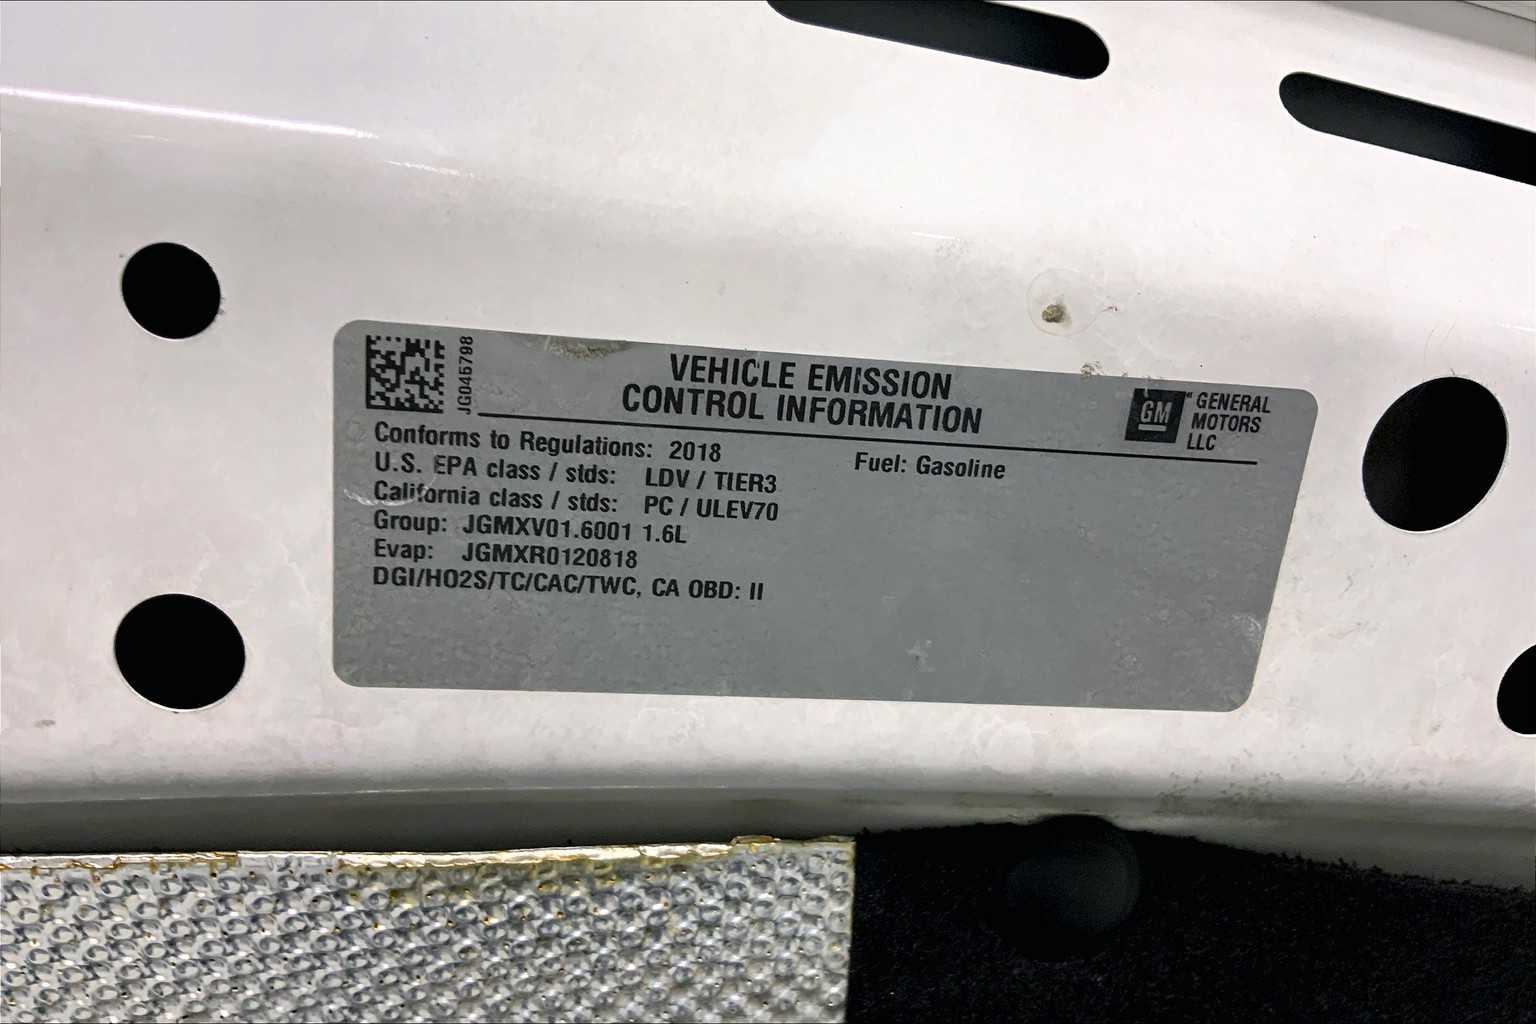 JG045798
VEHICLE EMISSION
CONTROL INFORMATION
GM
GENERAL
MOTORS
LLC
Conforms to Regulations: 2018
Fuel: Gasoline
U.S. EPA class / stds: LDV / TIER3
California class / stds: PC / ULEV70
Group: JGMXV01.6001 1.6L
Evap: JGMXR0120818
DGI/HO2S/TC/CAC/TWC, CA OBD: II